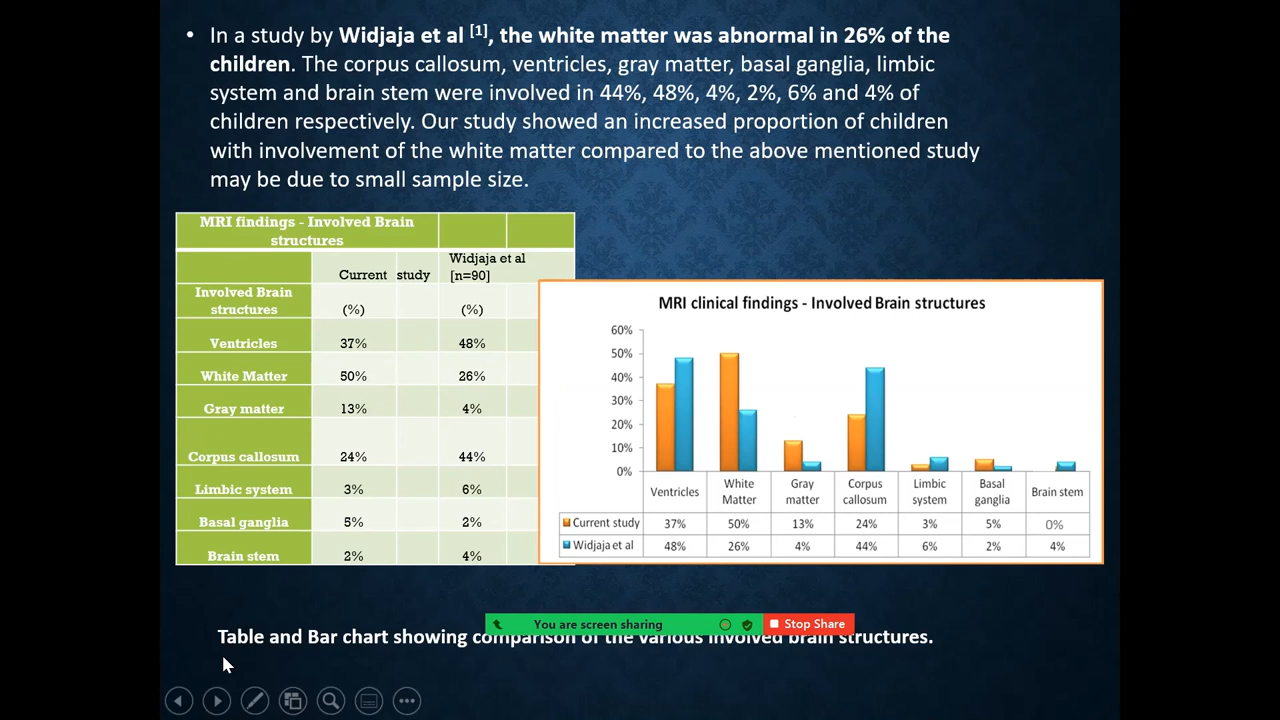 • In a study by Widjaja et al [1], the white matter was abnormal in 26% of the
children. The corpus callosum, ventricles, gray matter, basal ganglia, limbic
system and brain stem were involved in 44%, 48%, 4%, 2%, 6% and 4% of
children respectively. Our study showed an increased proportion of children
with involvement of the white matter compared to the above mentioned study
may be due to small sample size.
MRI findings - Involved Brain
structures
Current study Widjaja et al
[n=90]
Involved Brain
structures (%) (%)
Ventricles 37% 48%
White Matter 50% 26%
Gray matter 13% 4%
Corpus callosum 24% 44%
Limbic system 3% 6%
Basal ganglia 5% 2%
Brain stem 2% 4%
MRI clinical findings - Involved Brain structures
60%
50%
40%
30%
20%
10%
0%
Ventricles White Matter Gray matter Corpus callosum Limbic system Basal ganglia Brain stem
Current study 37% 50% 13% 24% 3% 5% 0%
Widjaja et al 48% 26% 4% 44% 6% 2% 4%
You are screen sharing Stop Share
Table and Bar chart showing comparison of the various involved brain structures.